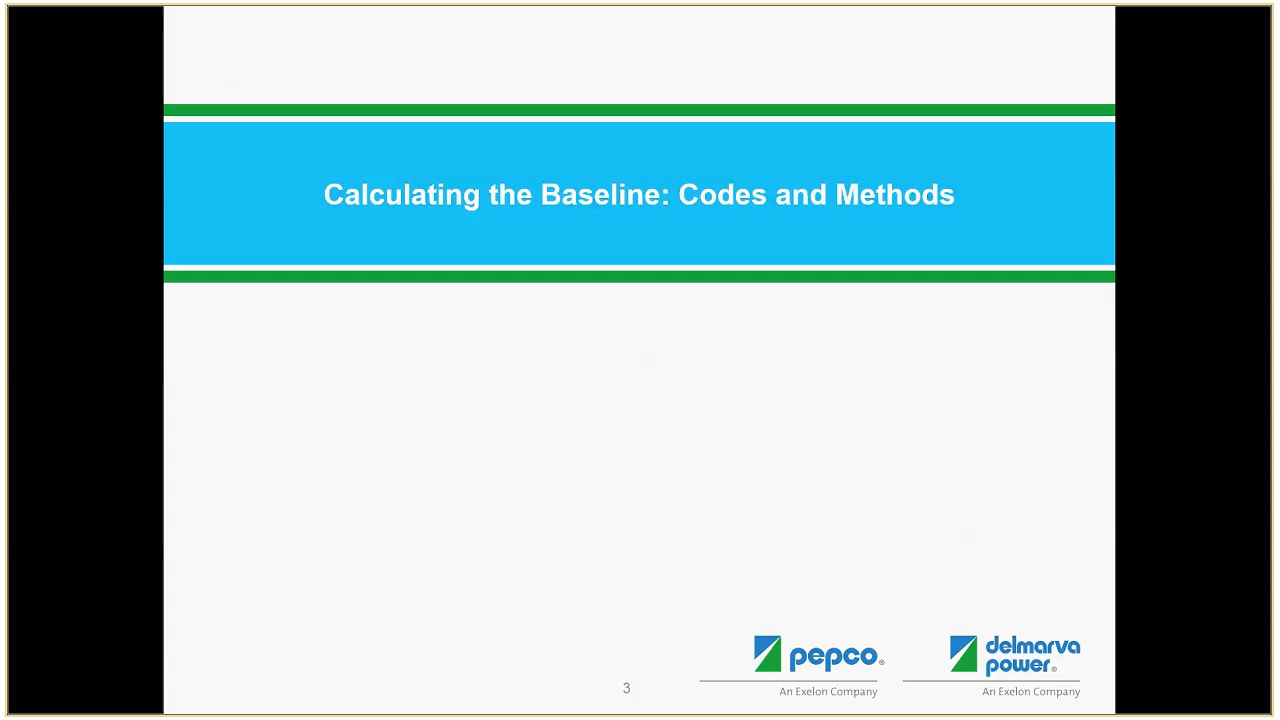 Calculating the Baseline: Codes and Methods
pepco®
An Exelon Company
delmarva
power®
An Exelon Company
3